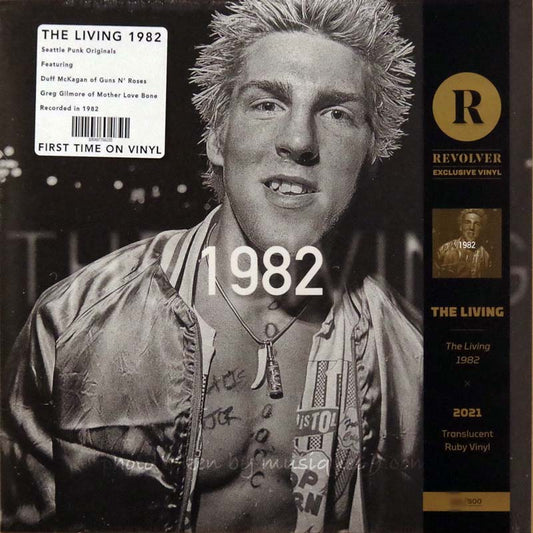 THE LIVING 1982
Seattle Punk Originals
Featuring
Duff McKagan of Guns N' Roses
Greg Gilmore of Mother Love Bone
Recorded in 1982
FIRST TIME ON VINYL
THE LIVING
1982
R
REVOLVER
EXCLUSIVE VINYL
1982
THE LIVING
The Living
1982
×
2021
Translucent
Ruby Vinyl
/500